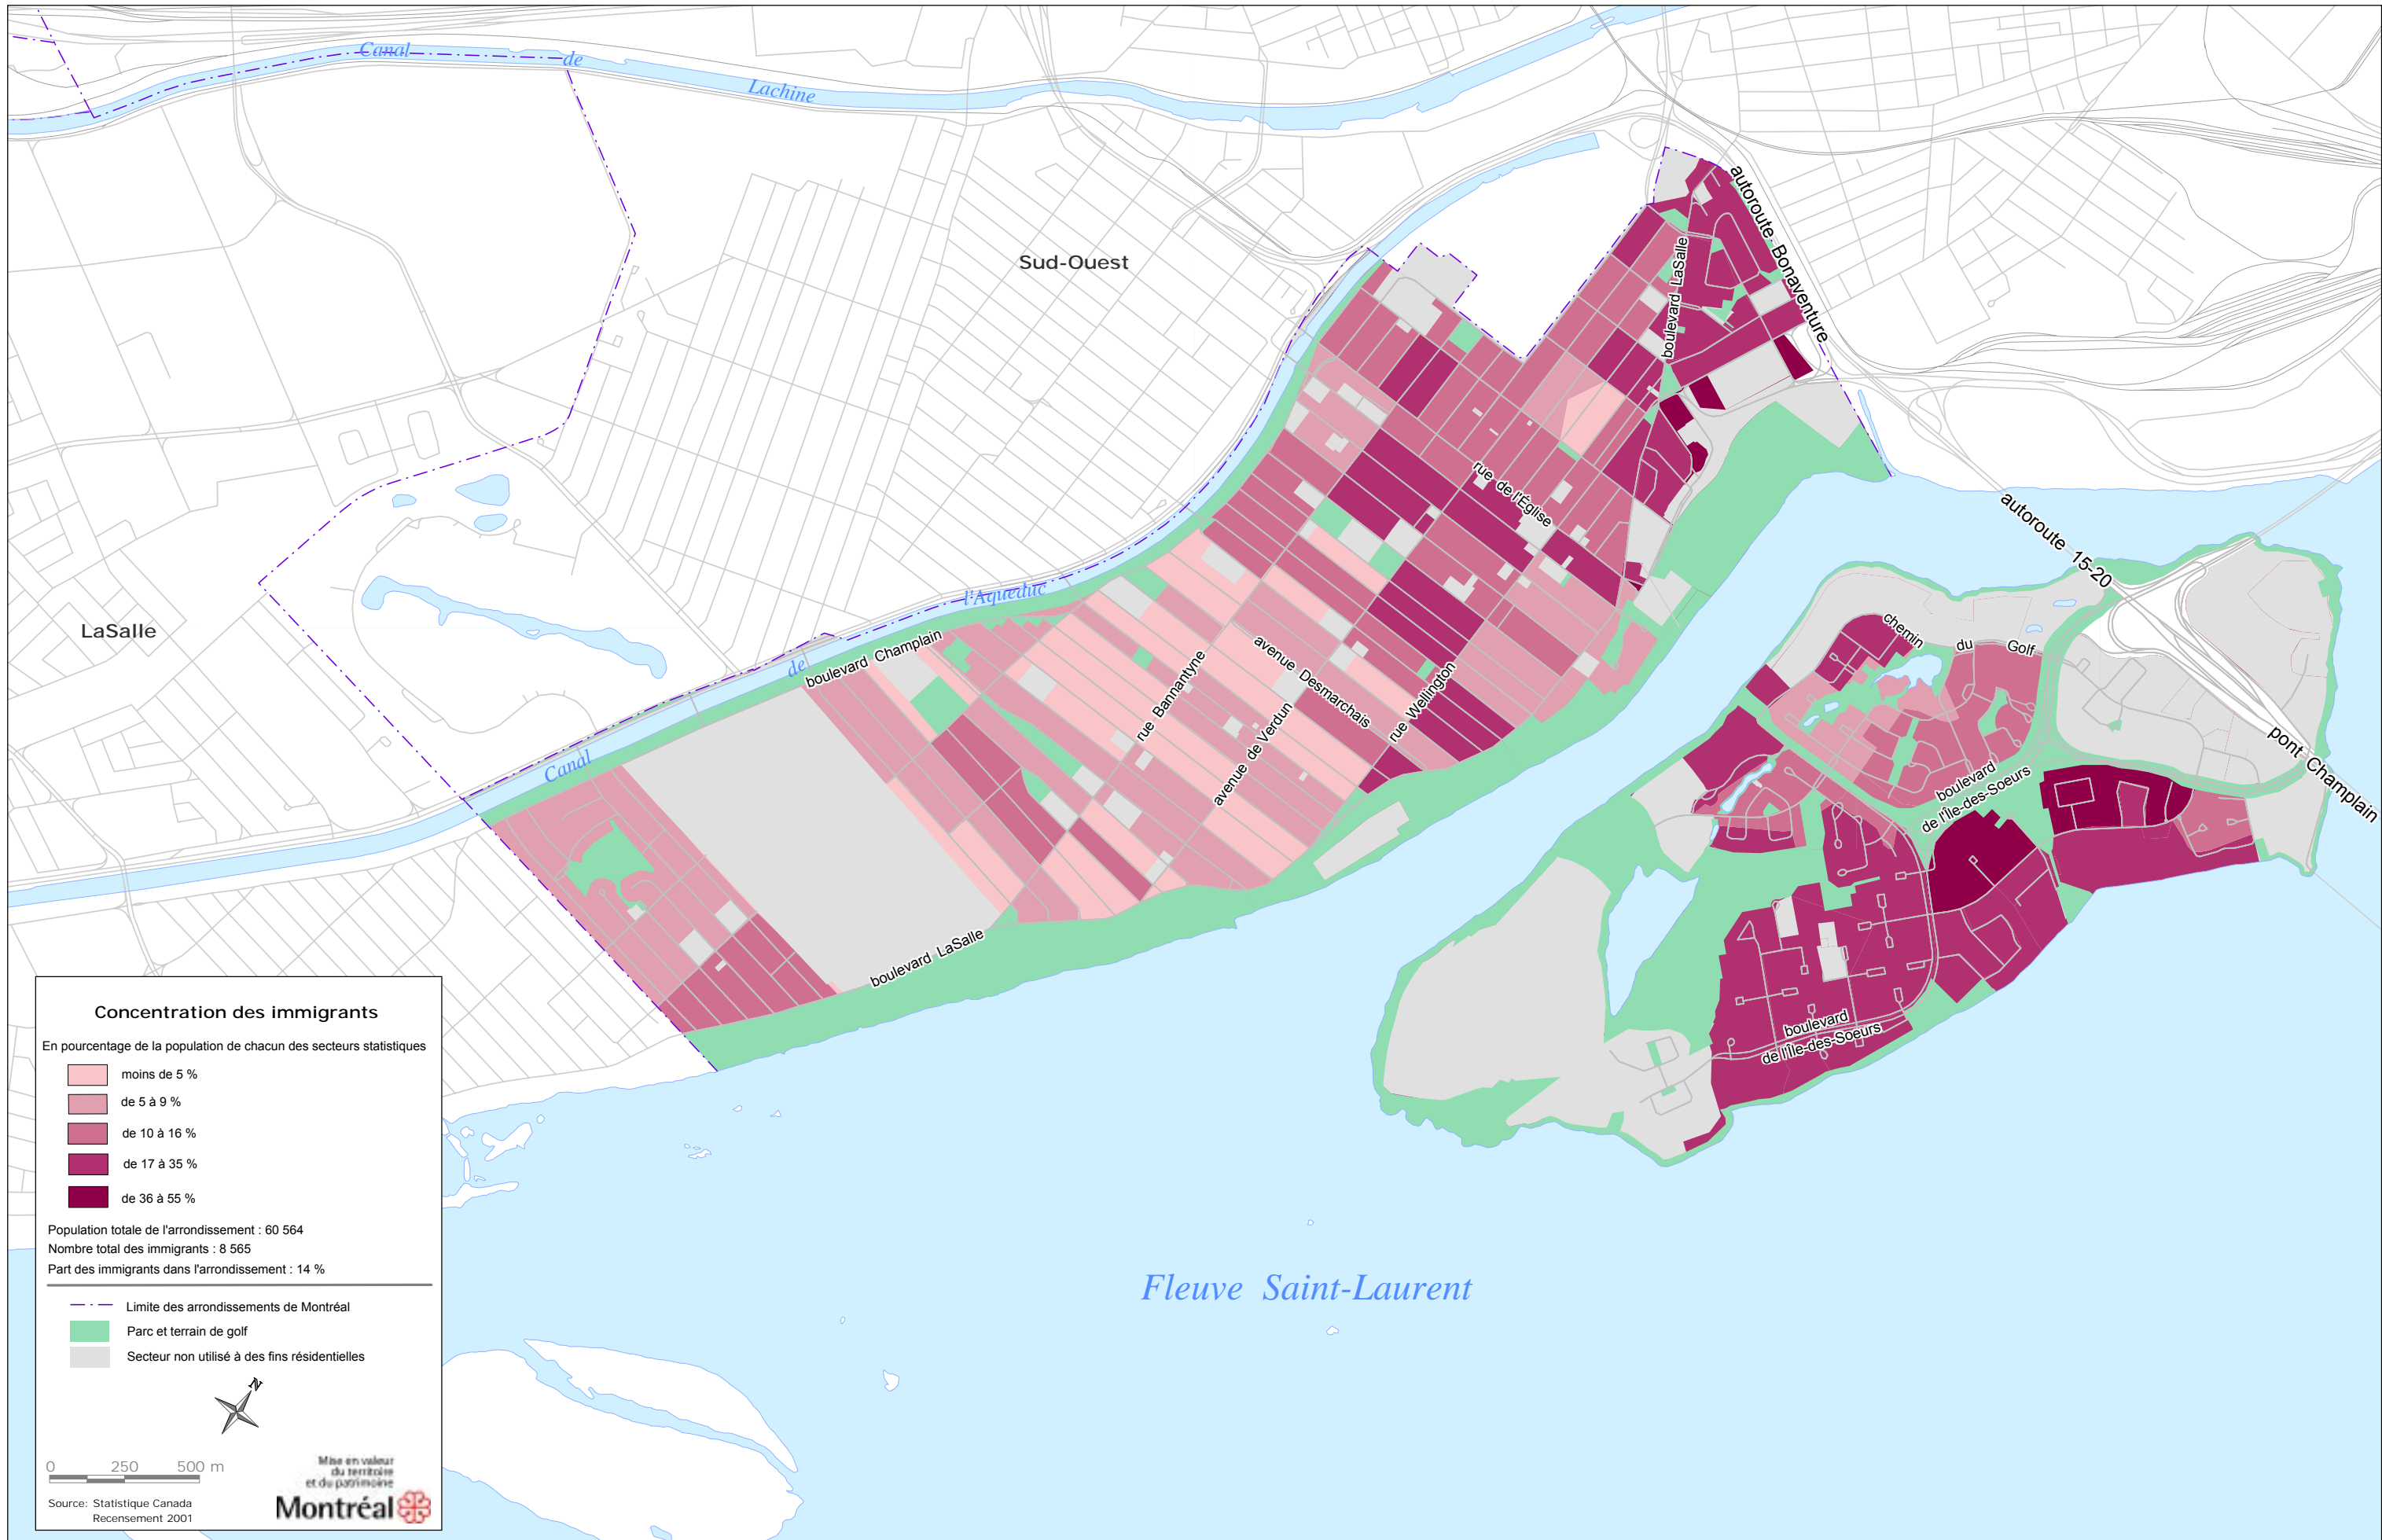 Canal
de
Lachine
Sud-Ouest
LaSalle
autoroute Bonaventure
boulevard LaSalle
rue de l'Église
autoroute 15-20
l'Aqueduc
de
Canal
boulevard Champlain
rue Bannantyne
avenue Desmarchais
avenue de Verdun
rue Wellington
chemin
du
Golf
boulevard
de l'Île-des-Soeurs
pont Champlain
boulevard LaSalle
boulevard
de l'Île-des-Soeurs
Fleuve Saint-Laurent
Concentration des immigrants
En pourcentage de la population de chacun des secteurs statistiques
moins de 5 %
de 5 à 9 %
de 10 à 16 %
de 17 à 35 %
de 36 à 55 %
Population totale de l'arrondissement : 60 564
Nombre total des immigrants : 8 565
Part des immigrants dans l'arrondissement : 14 %
Limite des arrondissements de Montréal
Parc et terrain de golf
Secteur non utilisé à des fins résidentielles
N
0 250 500 m
Source: Statistique Canada
Recensement 2001
Mise en valeur
du territoire
et du patrimoine
Montréal